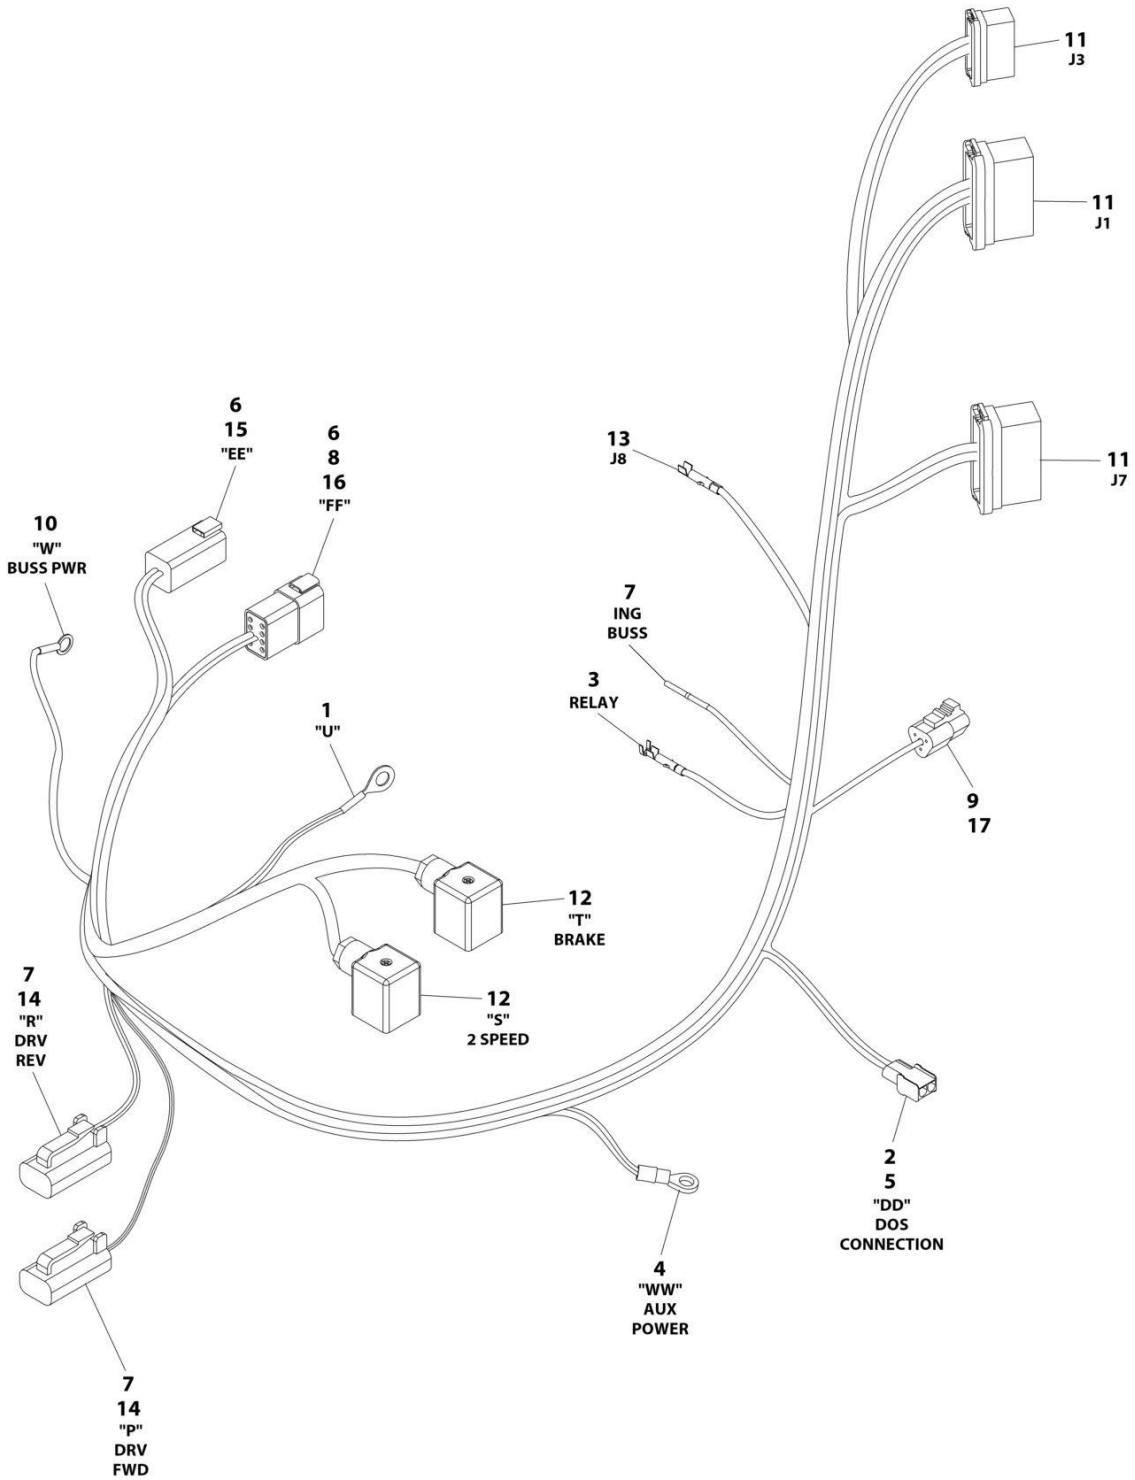 11
J3
11
J1
11
J7
13
J8
6
15
"EE"
6
8
16
"FF"
10
"W"
BUSS PWR
7
ING
BUSS
3
RELAY
1
"U"
9
17
12
"T"
BRAKE
12
"S"
2 SPEED
7
14
"R"
DRV
REV
2
5
"DD"
DOS
CONNECTION
4
"WW"
AUX
POWER
7
14
"P"
DRV
FWD